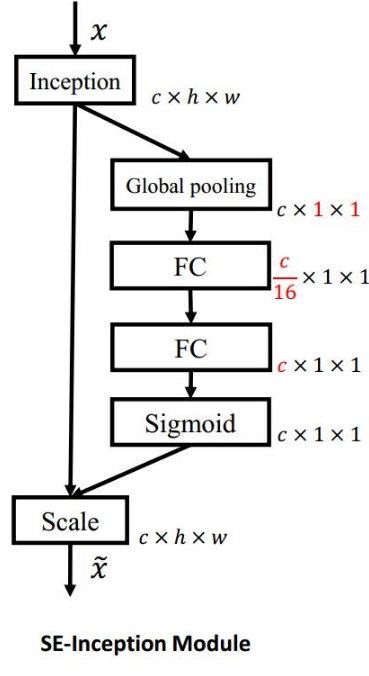 x
Inception
c × h × w
Global pooling
c × 1 × 1
FC
c/16 × 1 × 1
FC
c × 1 × 1
Sigmoid
c × 1 × 1
Scale
c × h × w
x̃
SE-Inception Module